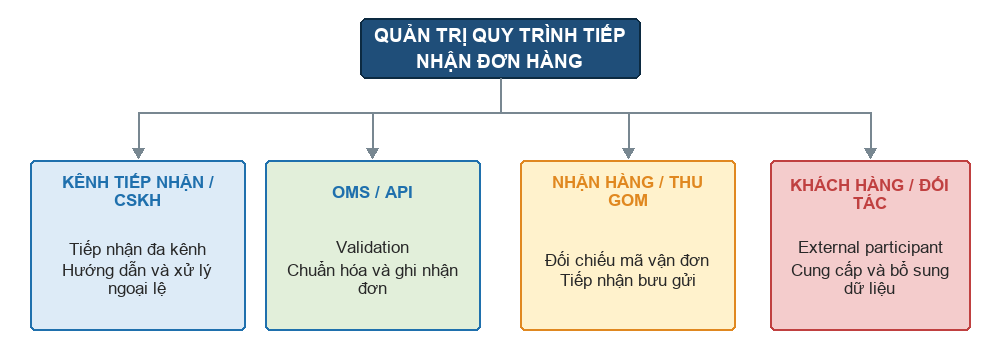 QUẢN TRỊ QUY TRÌNH TIẾP
NHẬN ĐƠN HÀNG
KÊNH TIẾP NHẬN /
CSKH
Tiếp nhận đa kênh
Hướng dẫn và xử lý
ngoại lệ
OMS / API
Validation
Chuẩn hóa và ghi nhận
đơn
NHẬN HÀNG / THU
GOM
Đối chiếu mã vận đơn
Tiếp nhận bưu gửi
KHÁCH HÀNG / ĐỐI
TÁC
External participant
Cung cấp và bổ sung
dữ liệu